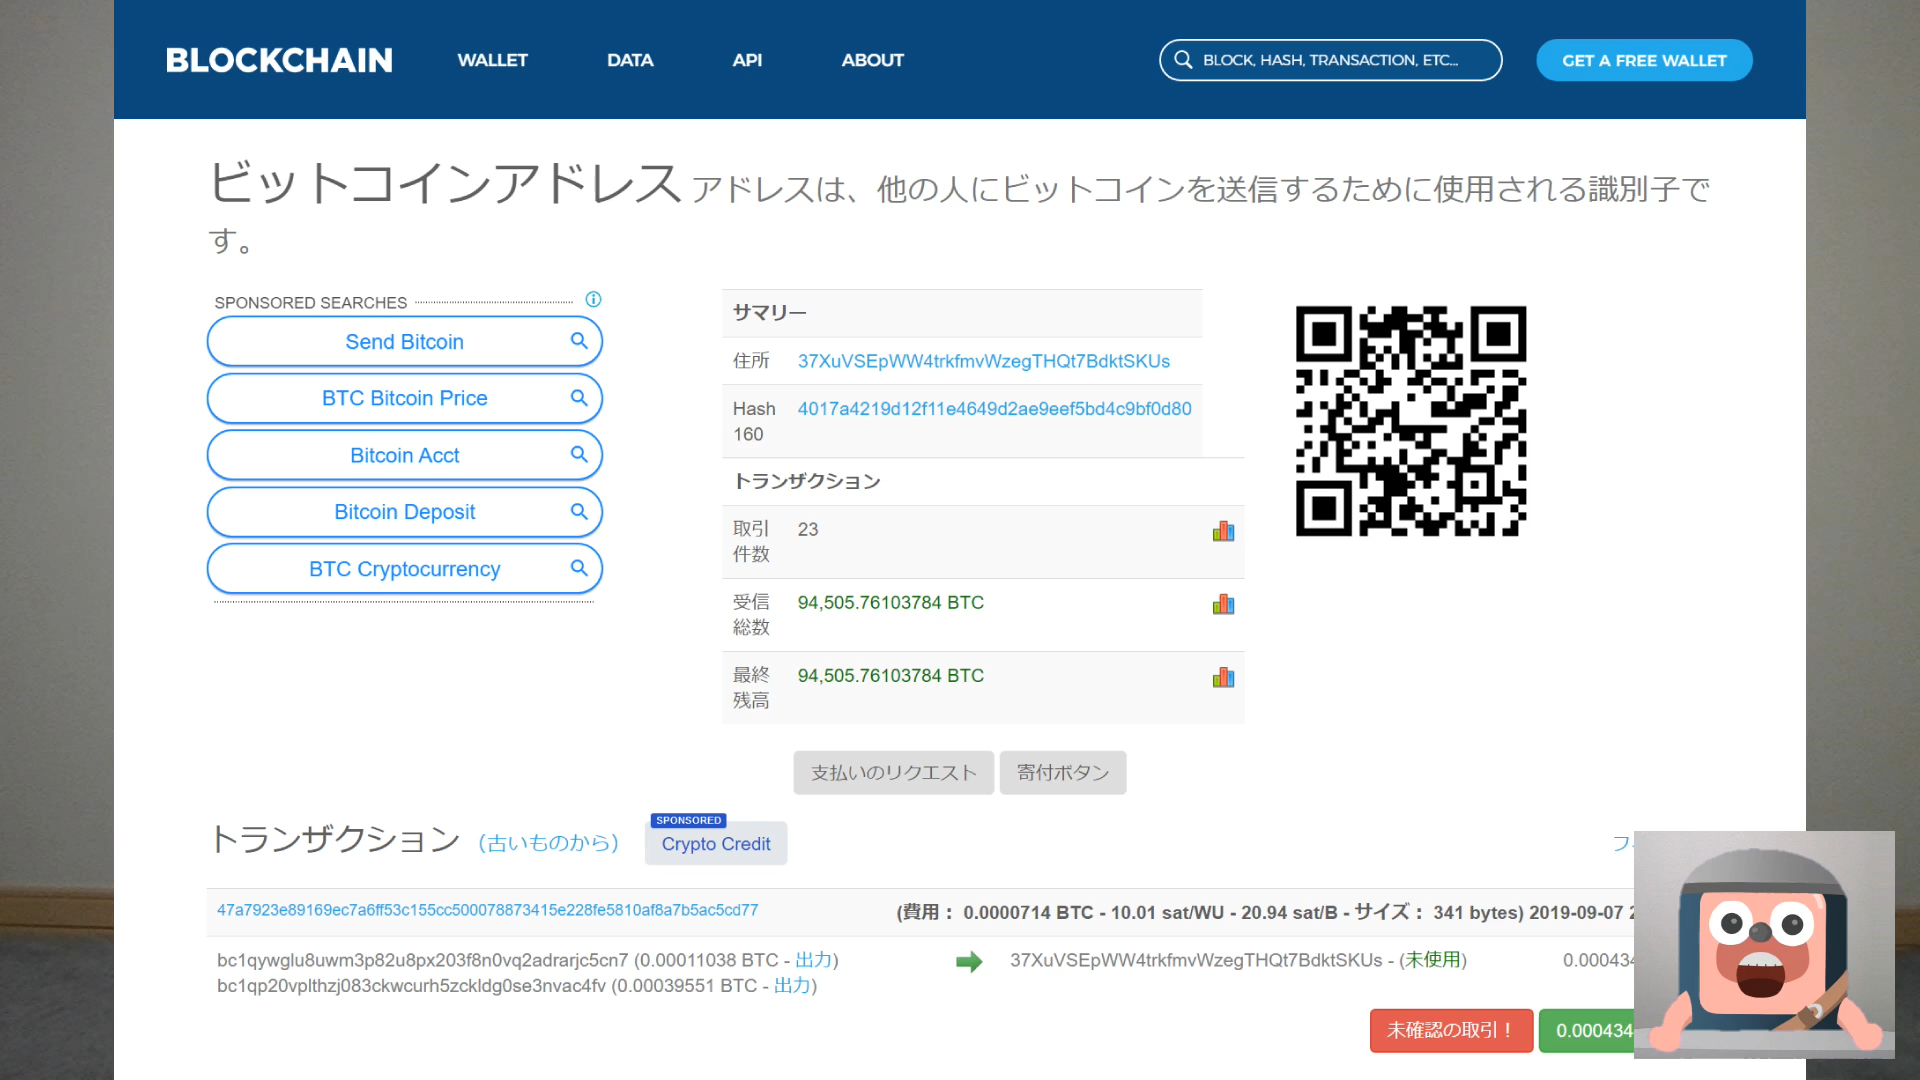 BLOCKCHAIN WALLET DATA API ABOUT BLOCK, HASH, TRANSACTION, ETC... GET A FREE WALLET
ビットコインアドレス アドレスは、他の人にビットコインを送信するために使用される識別子で
す。
SPONSORED SEARCHES
Send Bitcoin
BTC Bitcoin Price
Bitcoin Acct
Bitcoin Deposit
BTC Cryptocurrency
サマリー
住所 37XuVSEpWW4trkfmvWzegTHQt7BdktSKUs
Hash 4017a4219d12f11e4649d2ae9eef5bd4c9bf0d80
160
トランザクション
取引 23
件数
受信 94,505.76103784 BTC
総数
最終 94,505.76103784 BTC
残高
支払いのリクエスト 寄付ボタン
トランザクション (古いものから) SPONSORED
Crypto Credit
47a7923e89169ec7a6ff53c155cc500078873415e228fe5810af8a7b5ac5cd77 (費用： 0.0000714 BTC - 10.01 sat/WU - 20.94 sat/B - サイズ： 341 bytes) 2019-09-07
bc1qywglu8uwm3p82u8px203f8n0vq2adrarjc5cn7 (0.00011038 BTC - 出力) 37XuVSEpWW4trkfmvWzegTHQt7BdktSKUs - (未使用) 0.000434
bc1qp20vplthzj083ckwcurh5zckldg0se3nvac4fv (0.00039551 BTC - 出力)
未確認の取引！ 0.000434